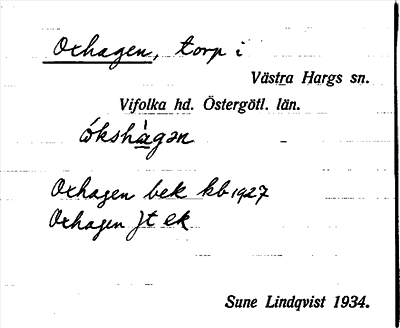 Oxhagen, torp i
Västra Hargs sn.
Vifolka hd. Östergötl. län.
ókshàgən
Oxhagen bek kb 1927
Oxhagen Jt ek
Sune Lindqvist 1934.